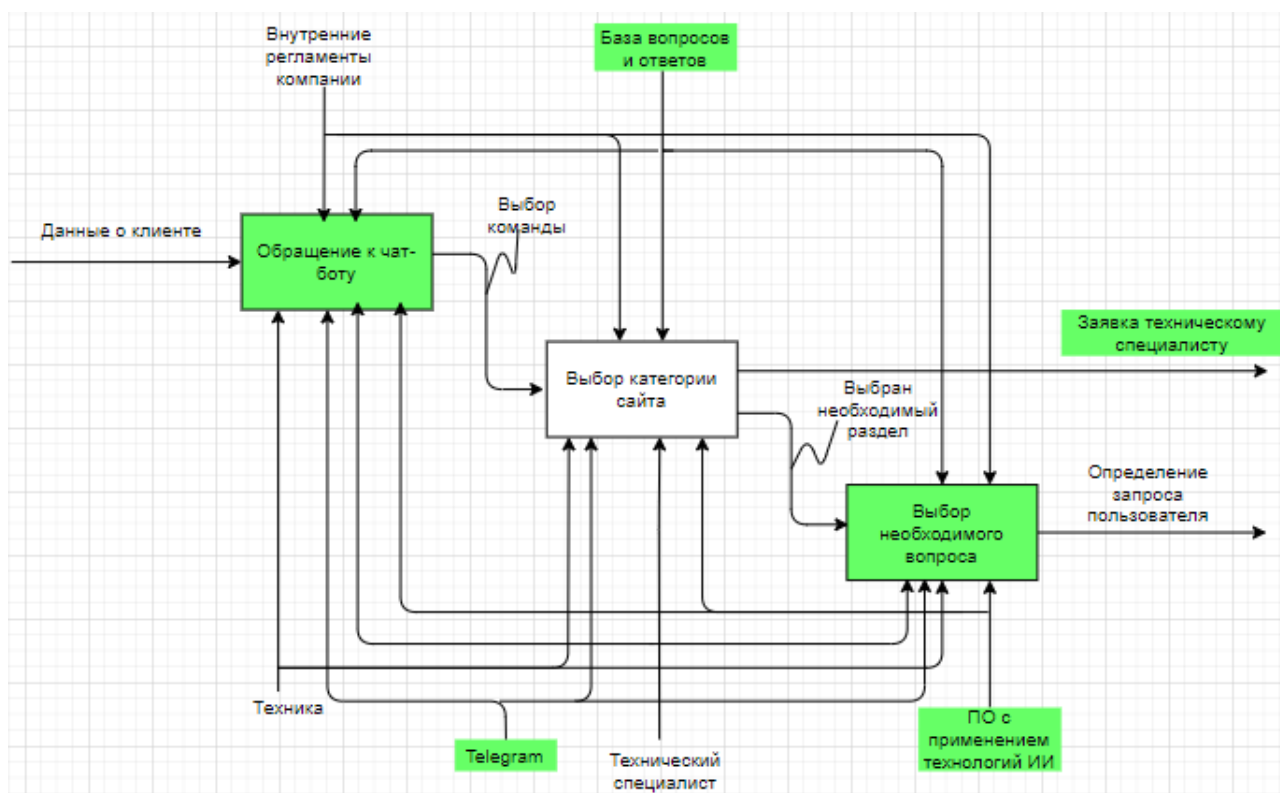 Внутренние
регламенты
компании
База вопросов
и ответов
Данные о клиенте
Обращение к чат-
боту
Выбор
команды
Заявка техническому
специалисту
Выбор категории
сайта
Выбран
необходимый
раздел
Определение
запроса
пользователя
Выбор
необходимого
вопроса
Техника
Telegram
Технический
специалист
ПО с
применением
технологий ИИ